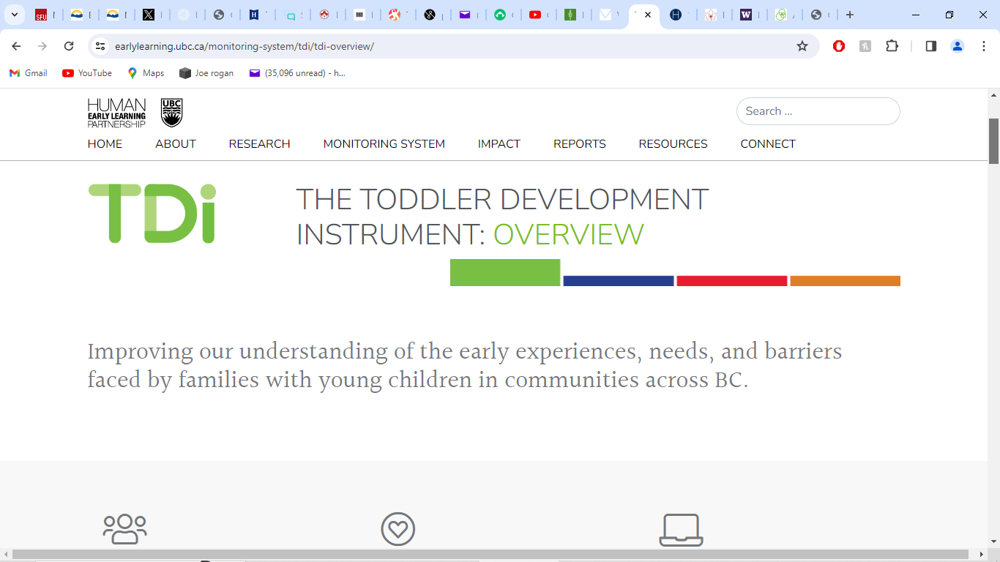 earlylearning.ubc.ca/monitoring-system/tdi/tdi-overview/
Gmail YouTube Maps Joe rogan (35,096 unread) - h...
HUMAN
EARLY LEARNING
PARTNERSHIP
UBC
Search ...
HOME ABOUT RESEARCH MONITORING SYSTEM IMPACT REPORTS RESOURCES CONNECT
TDi
THE TODDLER DEVELOPMENT
INSTRUMENT: OVERVIEW
Improving our understanding of the early experiences, needs, and barriers
faced by families with young children in communities across BC.